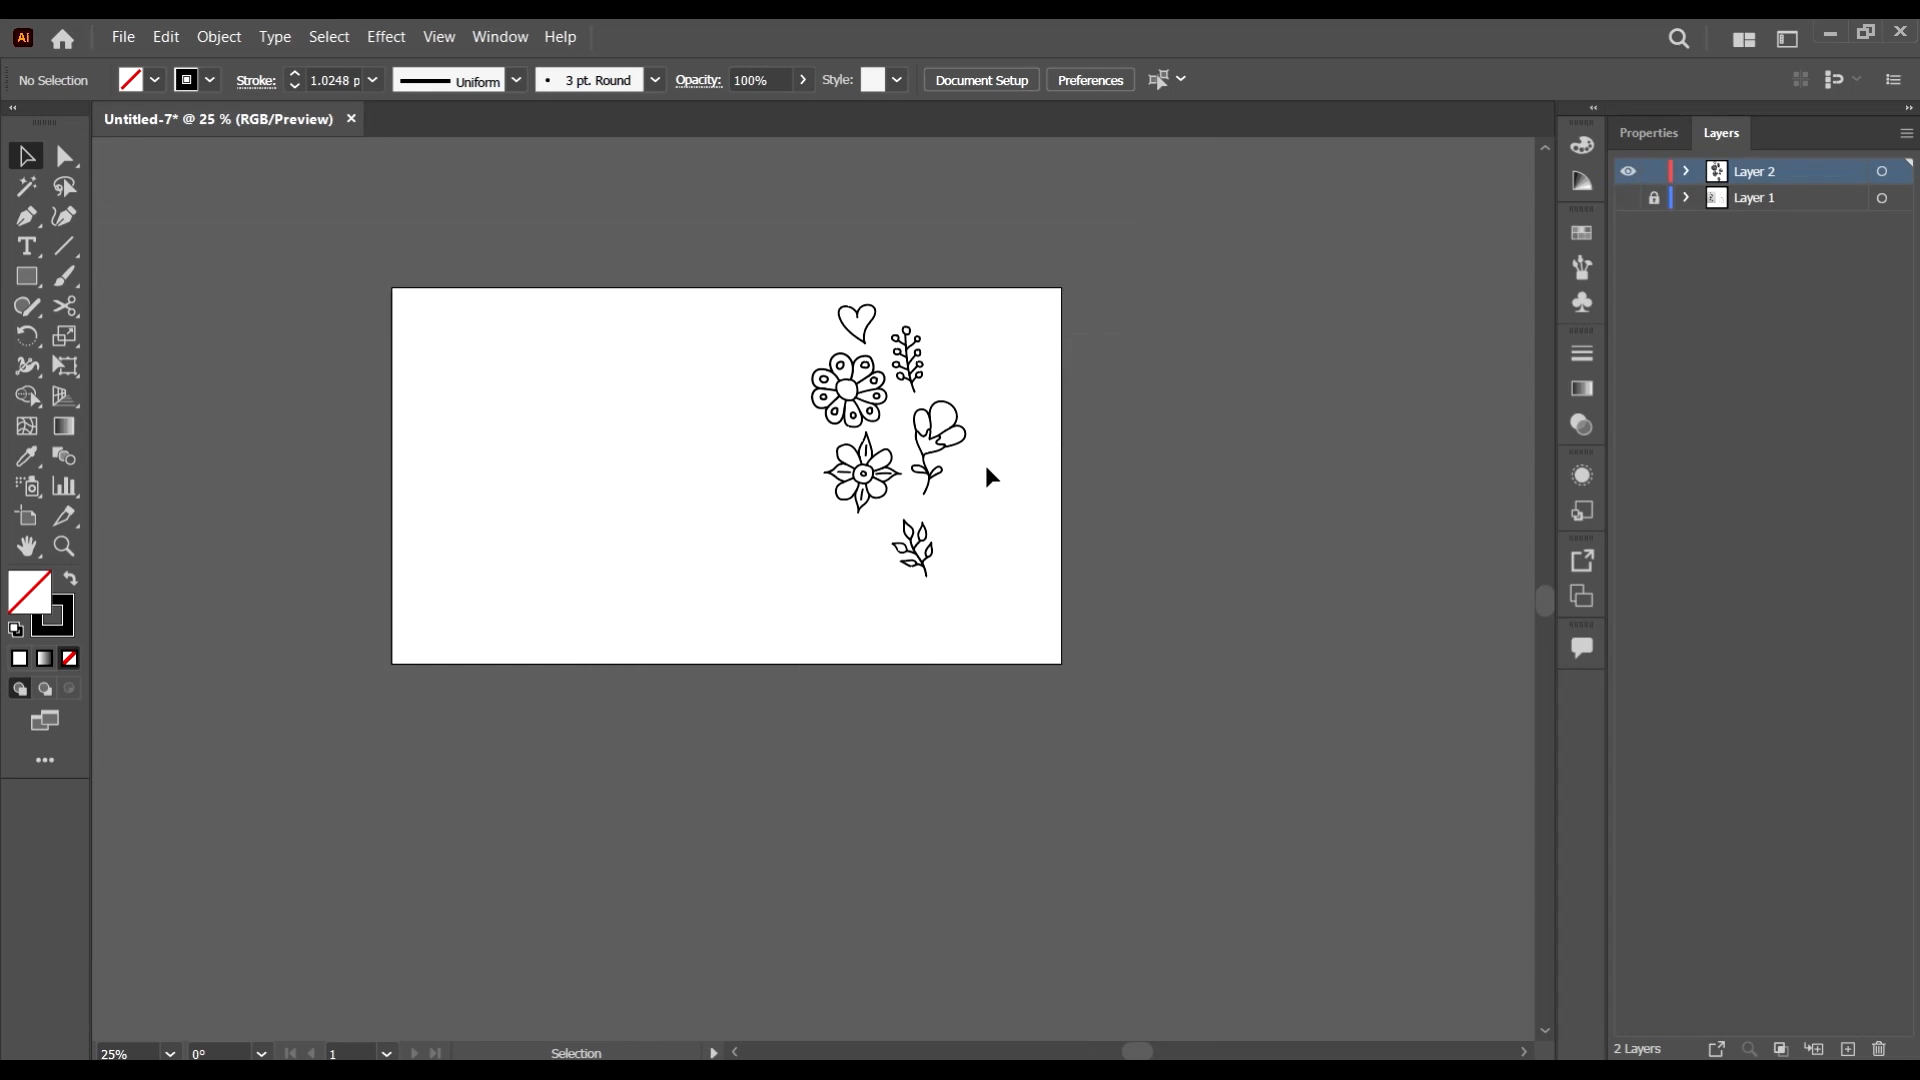 Ai File Edit Object Type Select Effect View Window Help
No Selection Stroke: 1.0248 p Uniform 3 pt. Round Opacity: 100% Style: Document Setup Preferences
Untitled-7* @ 25 % (RGB/Preview)
Properties Layers
Layer 2
Layer 1
25% 0° 1 Selection 2 Layers